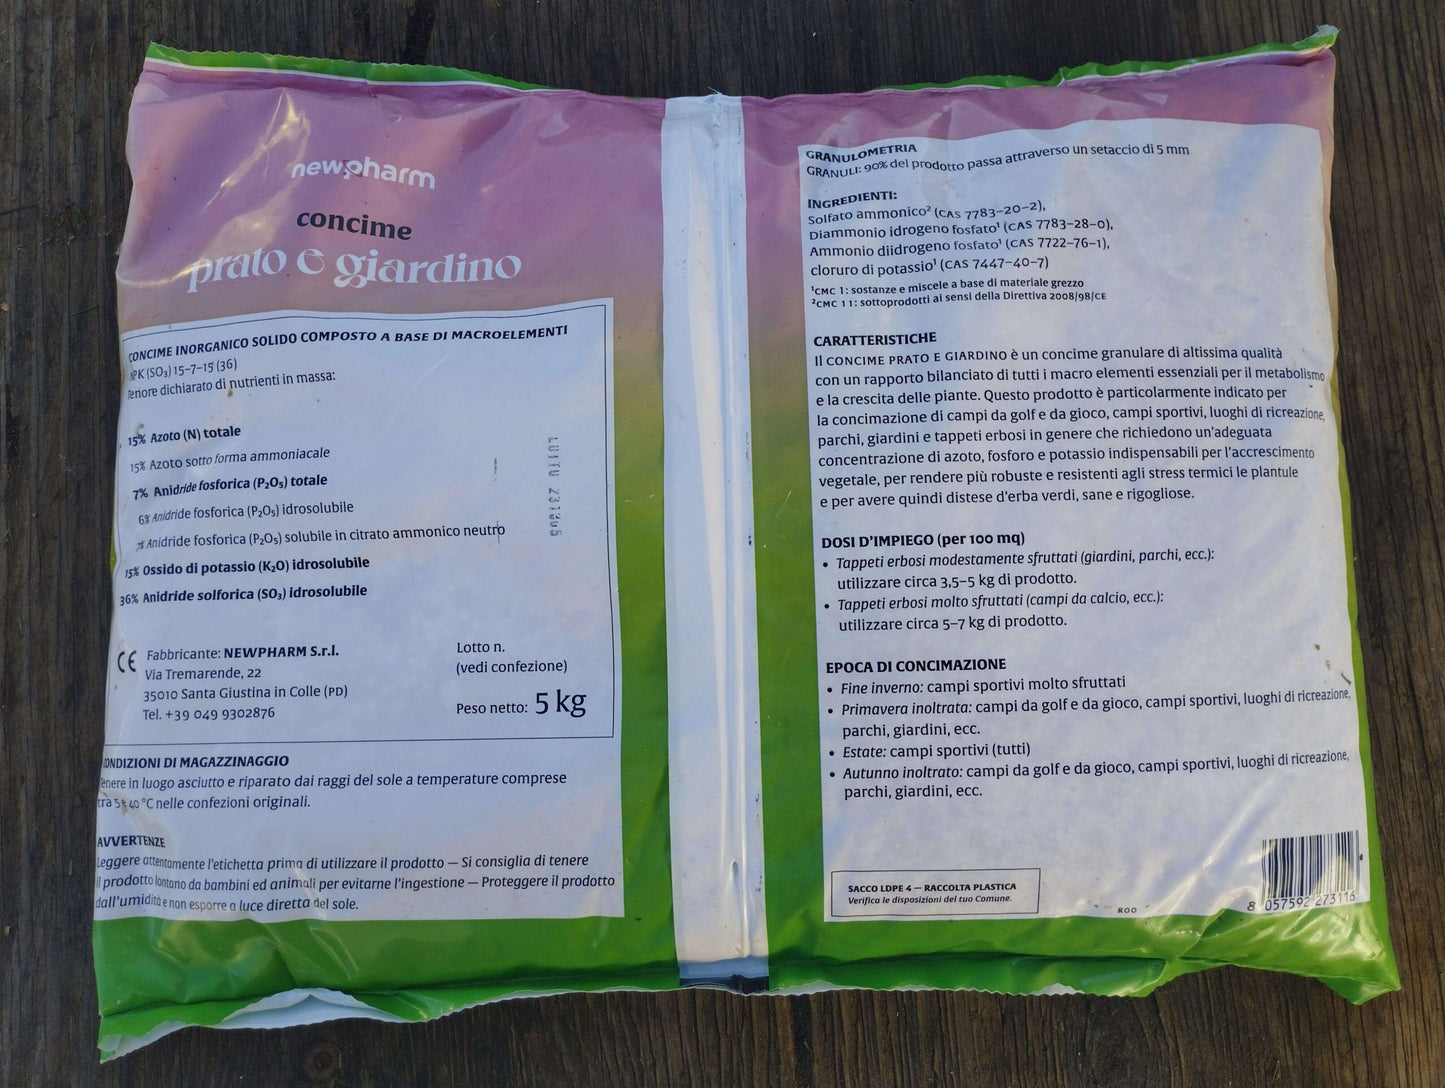 newpharm
concime
prato e giardino
CONCIME INORGANICO SOLIDO COMPOSTO A BASE DI MACROELEMENTI
NPK (SO₃) 15-7-15 (36)
Tenore dichiarato di nutrienti in massa:
15% Azoto (N) totale
15% Azoto sotto forma ammoniacale
7% Anidride fosforica (P₂O₅) totale
6% Anidride fosforica (P₂O₅) idrosolubile
7% Anidride fosforica (P₂O₅) solubile in citrato ammonico neutro
15% Ossido di potassio (K₂O) idrosolubile
36% Anidride solforica (SO₃) idrosolubile
CE
Fabbricante: NEWPHARM S.r.l.
Via Tremarende, 22
35010 Santa Giustina in Colle (PD)
Tel. +39 049 9302876
Lotto n.
(vedi confezione)
Peso netto: 5 kg
CONDIZIONI DI MAGAZZINAGGIO
Tenere in luogo asciutto e riparato dai raggi del sole a temperature comprese
tra 5 e 40 °C nelle confezioni originali.
AVVERTENZE
Leggere attentamente l'etichetta prima di utilizzare il prodotto — Si consiglia di tenere
il prodotto lontano da bambini ed animali per evitarne l'ingestione — Proteggere il prodotto
dall'umidità e non esporre a luce diretta del sole.
GRANULOMETRIA
GRANULI: 90% del prodotto passa attraverso un setaccio di 5 mm
INGREDIENTI:
Solfato ammonico² (CAS 7783-20-2),
Diammonio idrogeno fosfato¹ (CAS 7783-28-0),
Ammonio diidrogeno fosfato¹ (CAS 7722-76-1),
cloruro di potassio¹ (CAS 7447-40-7)
¹CMC 1: sostanze e miscele a base di materiale grezzo
²CMC 11: sottoprodotti ai sensi della Direttiva 2008/98/CE
CARATTERISTICHE
Il CONCIME PRATO E GIARDINO è un concime granulare di altissima qualità
con un rapporto bilanciato di tutti i macro elementi essenziali per il metabolismo
e la crescita delle piante. Questo prodotto è particolarmente indicato per
la concimazione di campi da golf e da gioco, campi sportivi, luoghi di ricreazione,
parchi, giardini e tappeti erbosi in genere che richiedono un'adeguata
concentrazione di azoto, fosforo e potassio indispensabili per l'accrescimento
vegetale, per rendere più robuste e resistenti agli stress termici le plantule
e per avere quindi distese d'erba verdi, sane e rigogliose.
DOSI D'IMPIEGO (per 100 mq)
• Tappeti erbosi modestamente sfruttati (giardini, parchi, ecc.):
utilizzare circa 3,5-5 kg di prodotto.
• Tappeti erbosi molto sfruttati (campi da calcio, ecc.):
utilizzare circa 5-7 kg di prodotto.
EPOCA DI CONCIMAZIONE
• Fine inverno: campi sportivi molto sfruttati
• Primavera inoltrata: campi da golf e da gioco, campi sportivi, luoghi di ricreazione,
parchi, giardini, ecc.
• Estate: campi sportivi (tutti)
• Autunno inoltrato: campi da golf e da gioco, campi sportivi, luoghi di ricreazione,
parchi, giardini, ecc.
SACCO LDPE 4 — RACCOLTA PLASTICA
Verifica le disposizioni del tuo Comune.
R00
8 057592 273116